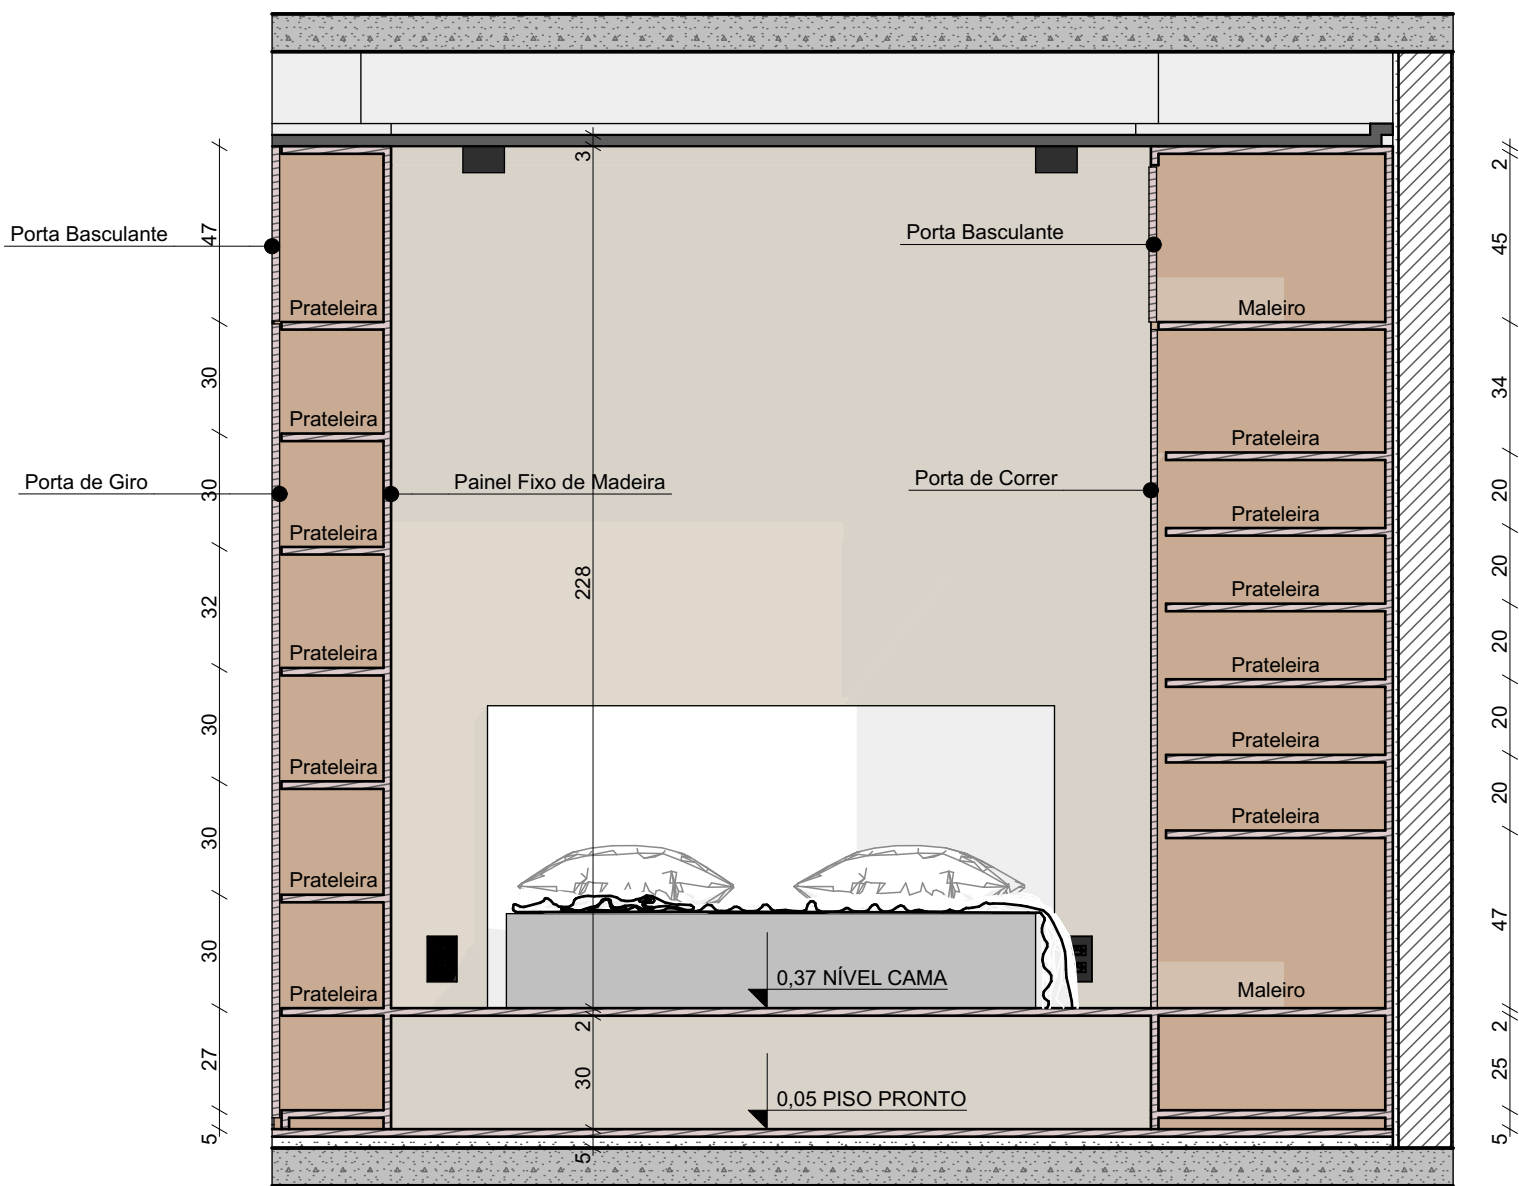 3
2
47
Porta Basculante
Porta Basculante
45
Prateleira
Maleiro
30
34
Prateleira
Prateleira
Porta de Giro
30
Painel Fixo de Madeira
Porta de Correr
20
Prateleira
Prateleira
228
20
32
Prateleira
Prateleira
20
Prateleira
30
20
Prateleira
Prateleira
20
30
Prateleira
Prateleira
30
47
0,37 NÍVEL CAMA
Prateleira
Maleiro
2
2
27
30
25
0,05 PISO PRONTO
5
5
5